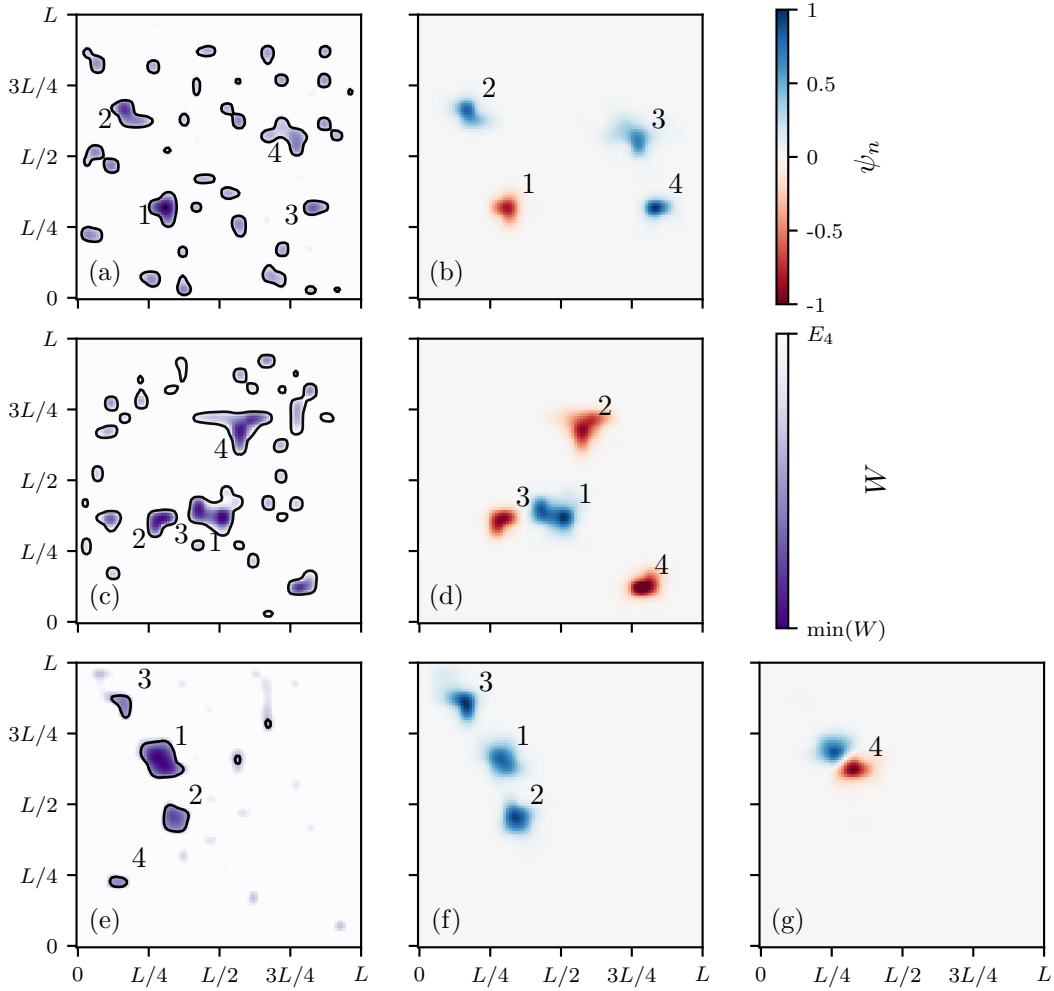 L
3L/4
L/2
L/4
0
2
4
1
3
(a)
2
3
1
4
(b)
1
0.5
0
-0.5
-1
ψn
L
3L/4
L/2
L/4
0
4
2
3
1
(c)
2
3
1
4
(d)
E4
min(W)
W
L
3L/4
L/2
L/4
0
3
1
2
4
(e)
0
L/4
L/2
3L/4
L
3
1
2
(f)
0
L/4
L/2
3L/4
L
4
(g)
0
L/4
L/2
3L/4
L